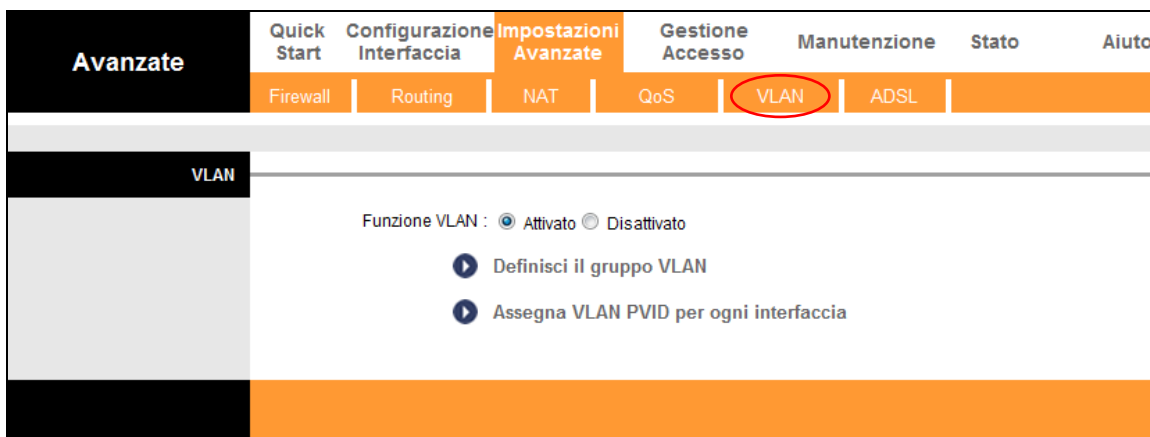 Avanzate
Quick Start
Configurazione Interfaccia
Impostazioni Avanzate
Gestione Accesso
Manutenzione
Stato
Aiuto
Firewall
Routing
NAT
QoS
VLAN
ADSL
VLAN
Funzione VLAN : Attivato Disattivato
Definisci il gruppo VLAN
Assegna VLAN PVID per ogni interfaccia